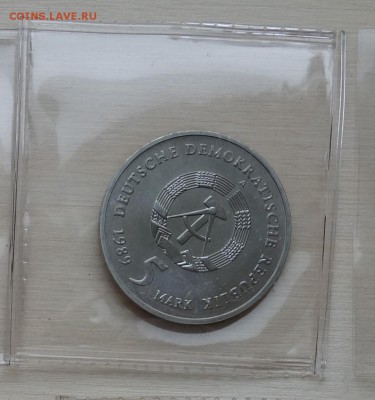 COINS.LAVE.RU
1989 DEUTSCHE DEMOKRATISCHE REPUBLIK
A
5
MARK